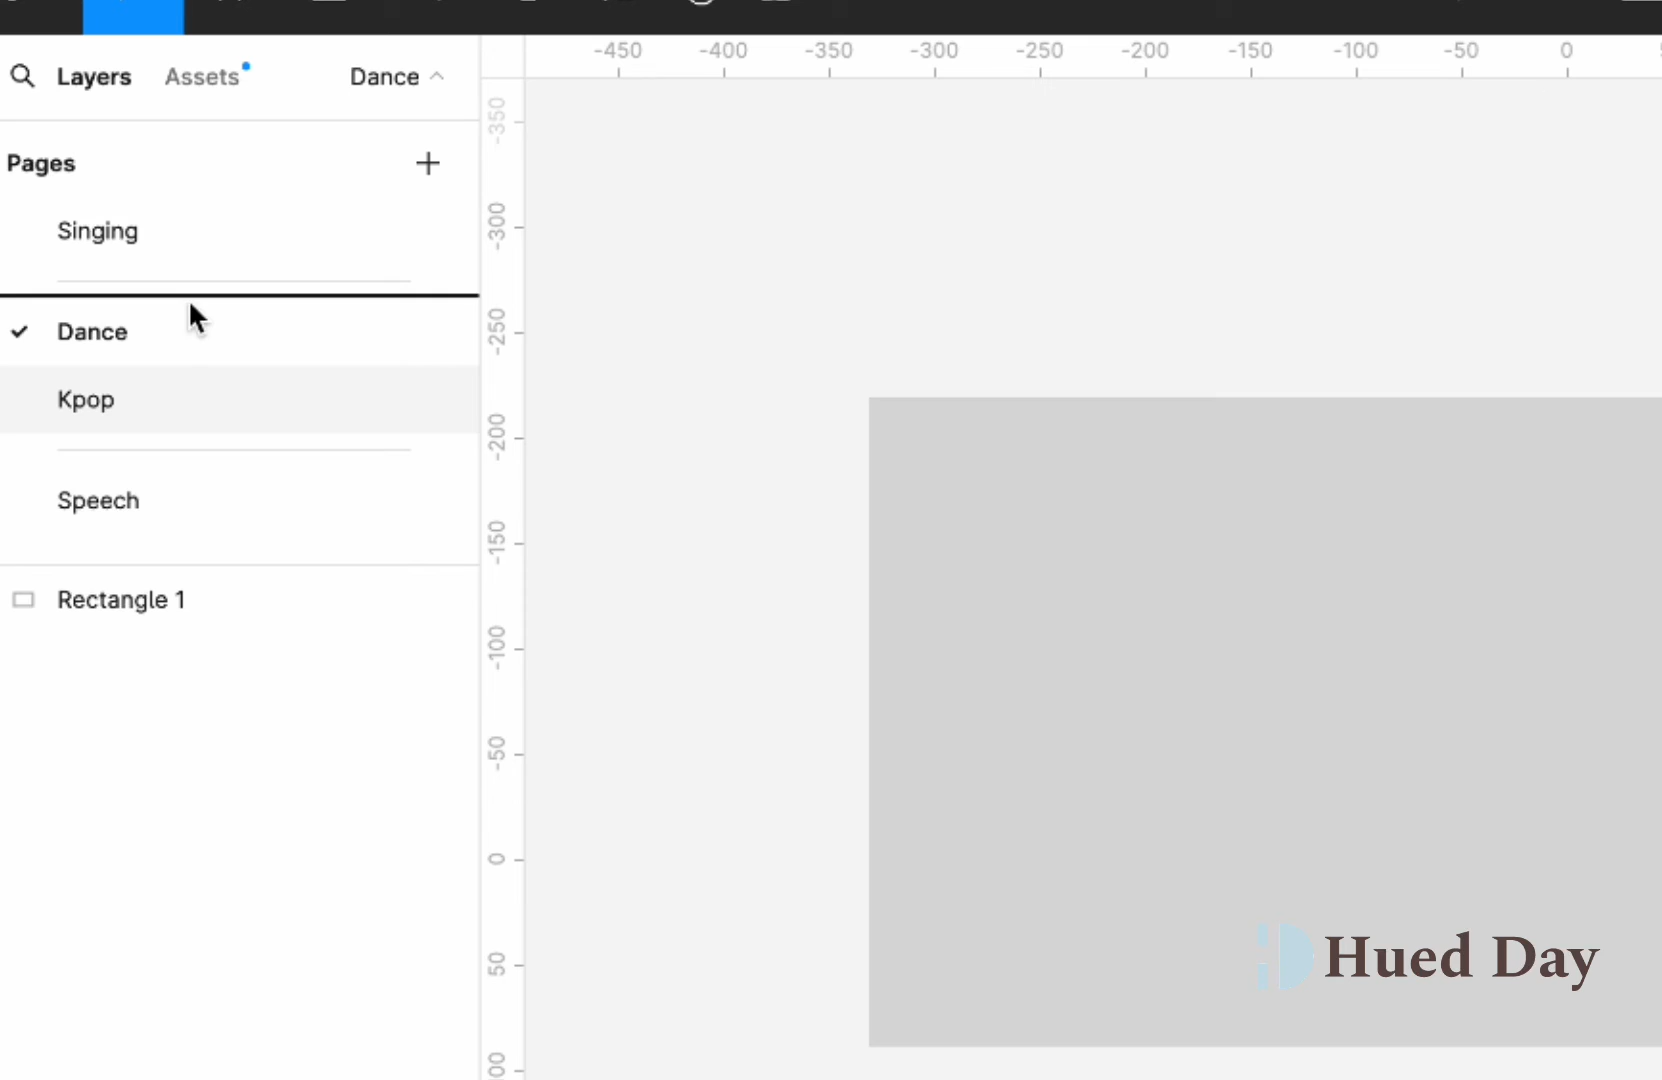 -450 -400 -350 -300 -250 -200 -150 -100 -50 0
Layers Assets Dance
Pages
Singing
Dance
Kpop
Speech
Rectangle 1
-350
-300
-250
-200
-150
-100
-50
0
50
Hued Day